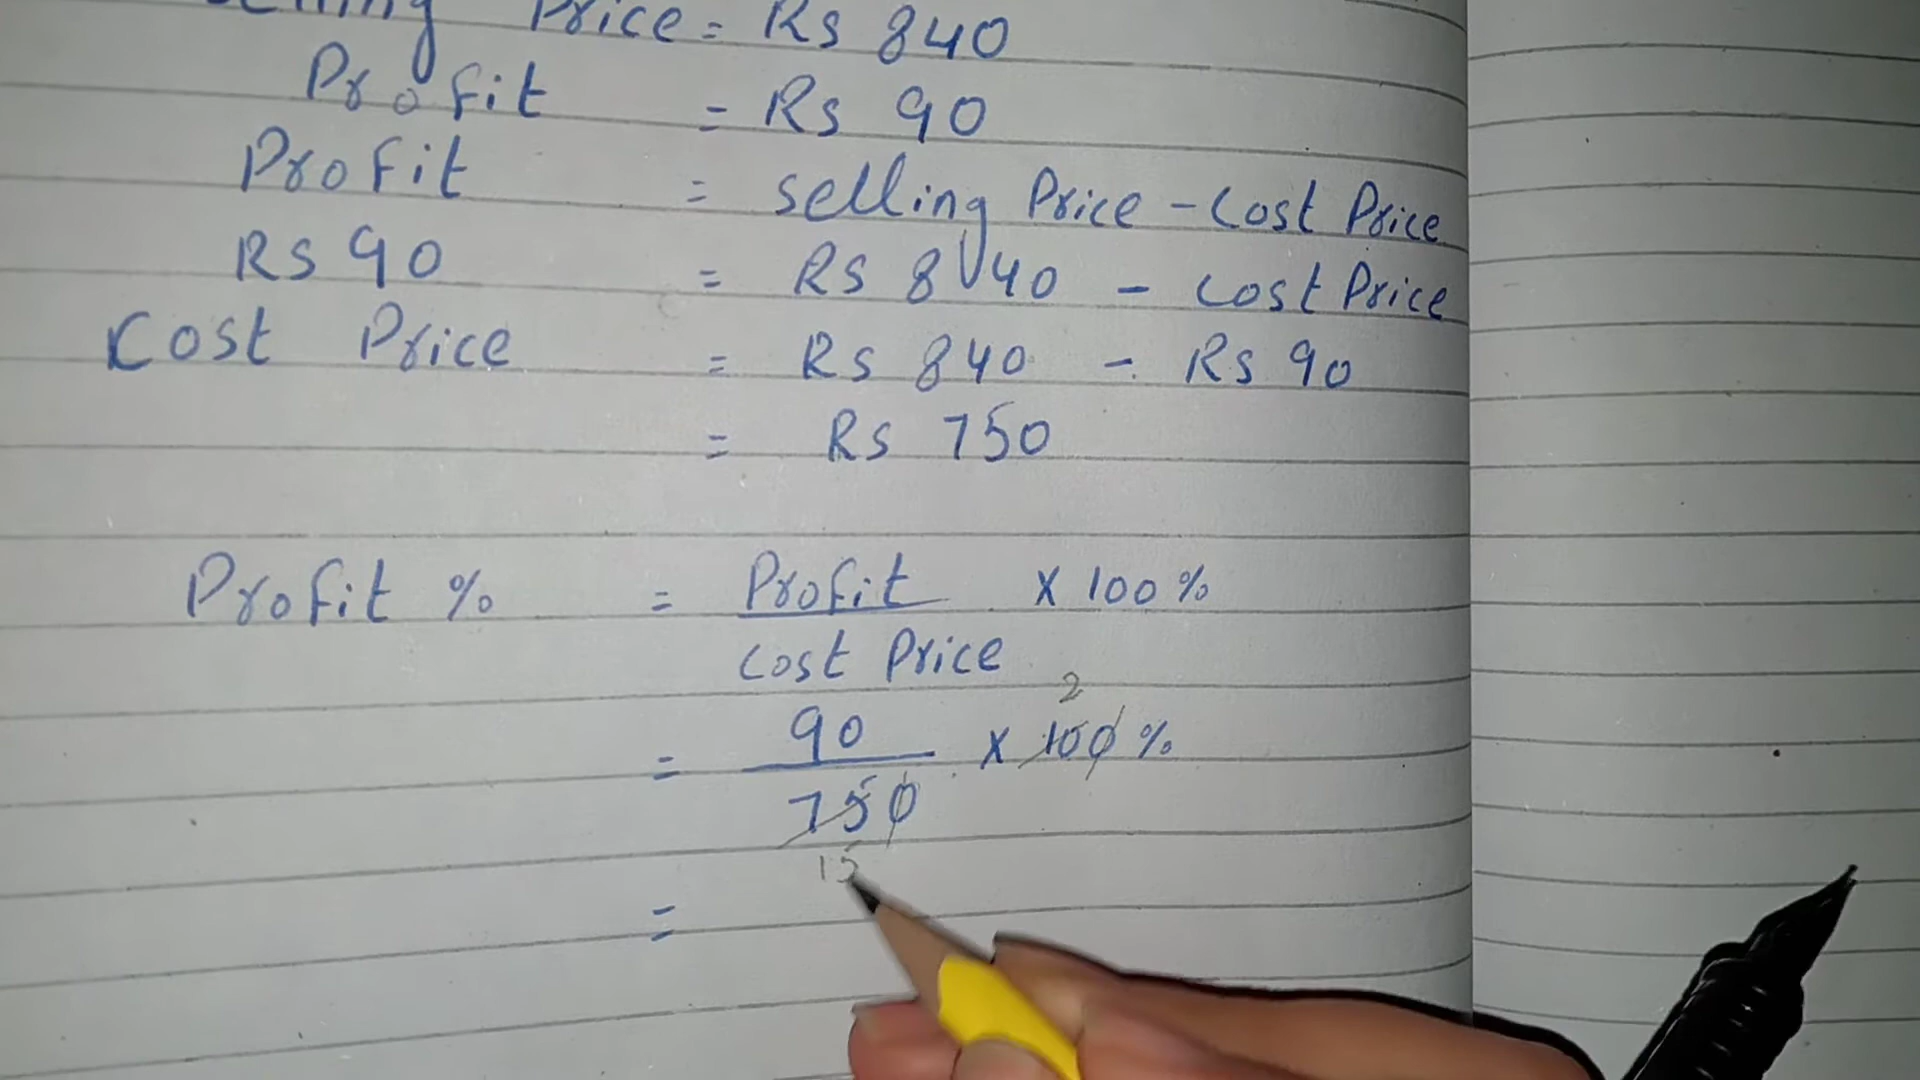 selling Price = Rs 840
Profit = Rs 90
Profit = selling Price - Cost Price
Rs 90 = Rs 840 - Cost Price
Cost Price = Rs 840 - Rs 90
= Rs 750
Profit % = Profit × 100%
Cost Price
2
= 90 × 100%
750
15
=